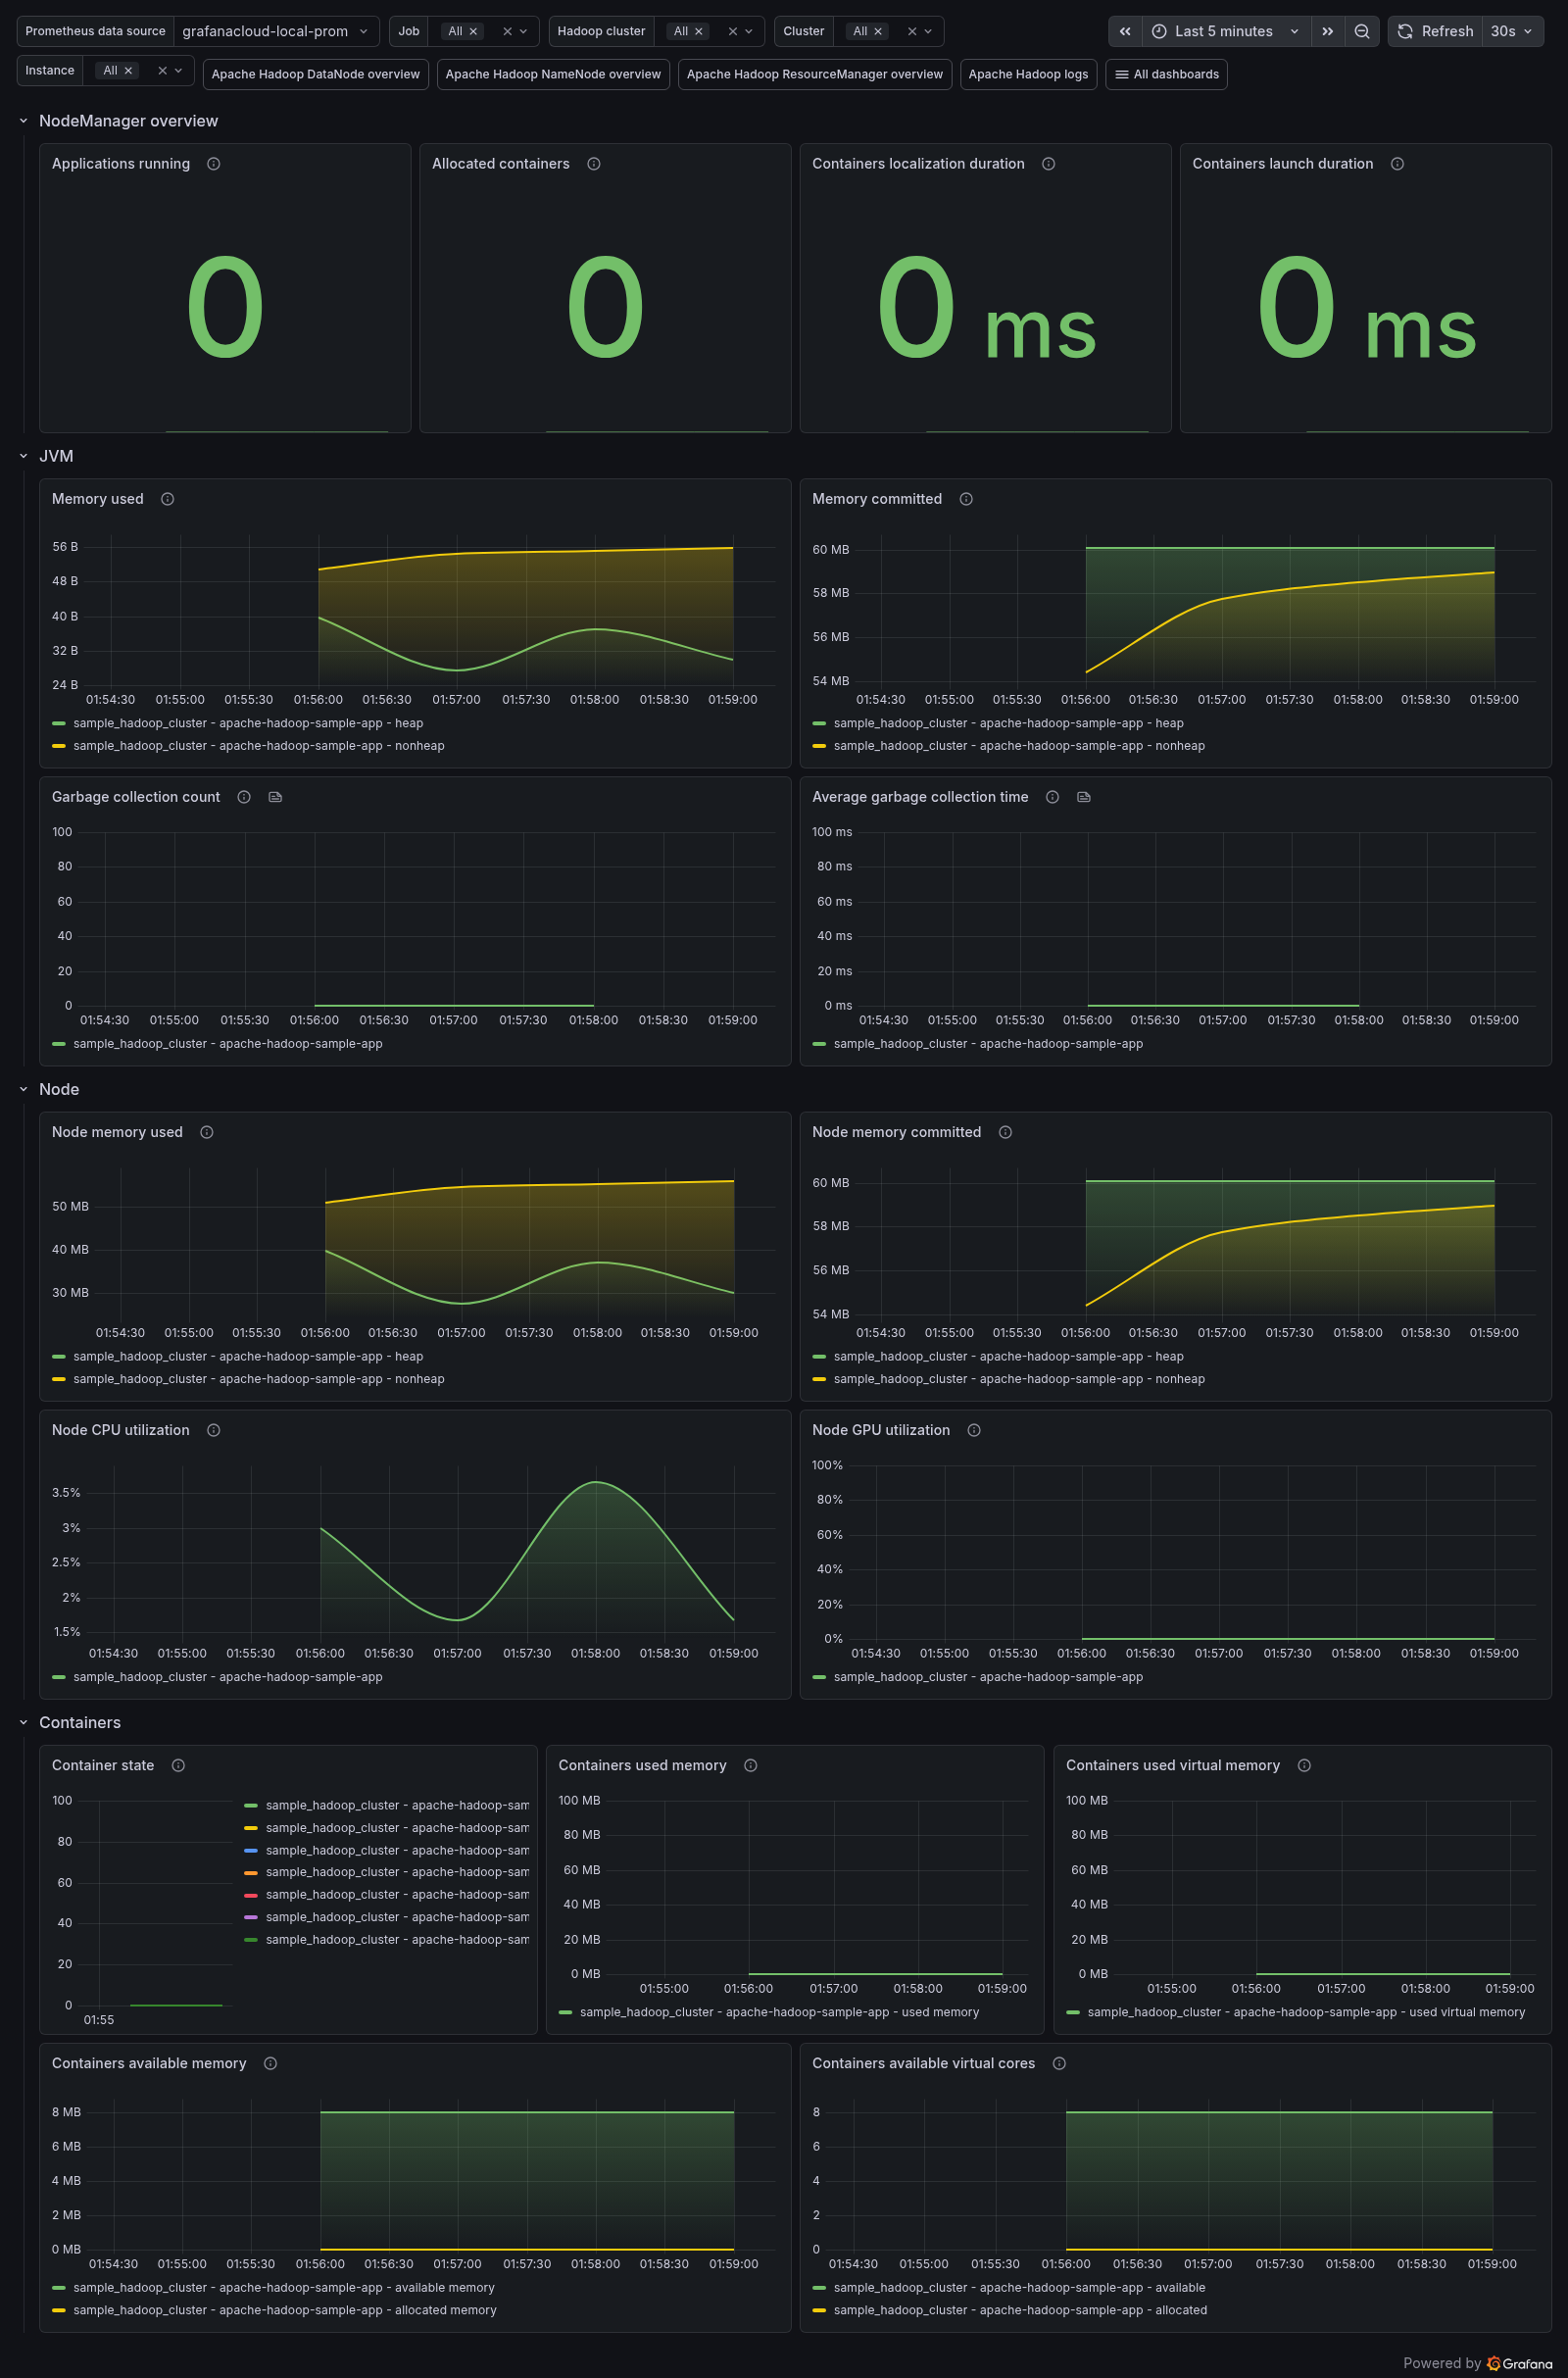 Prometheus data source grafanacloud-local-prom Job All Hadoop cluster All Cluster All Last 5 minutes Refresh 30s
Instance All Apache Hadoop DataNode overview Apache Hadoop NameNode overview Apache Hadoop ResourceManager overview Apache Hadoop logs All dashboards
NodeManager overview
Applications running
0
Allocated containers
0
Containers localization duration
0 ms
Containers launch duration
0 ms
JVM
Memory used
56 B
48 B
40 B
32 B
24 B
01:54:30 01:55:00 01:55:30 01:56:00 01:56:30 01:57:00 01:57:30 01:58:00 01:58:30 01:59:00
sample_hadoop_cluster - apache-hadoop-sample-app - heap
sample_hadoop_cluster - apache-hadoop-sample-app - nonheap
Memory committed
60 MB
58 MB
56 MB
54 MB
01:54:30 01:55:00 01:55:30 01:56:00 01:56:30 01:57:00 01:57:30 01:58:00 01:58:30 01:59:00
sample_hadoop_cluster - apache-hadoop-sample-app - heap
sample_hadoop_cluster - apache-hadoop-sample-app - nonheap
Garbage collection count
100
80
60
40
20
0
01:54:30 01:55:00 01:55:30 01:56:00 01:56:30 01:57:00 01:57:30 01:58:00 01:58:30 01:59:00
sample_hadoop_cluster - apache-hadoop-sample-app
Average garbage collection time
100 ms
80 ms
60 ms
40 ms
20 ms
0 ms
01:54:30 01:55:00 01:55:30 01:56:00 01:56:30 01:57:00 01:57:30 01:58:00 01:58:30 01:59:00
sample_hadoop_cluster - apache-hadoop-sample-app
Node
Node memory used
50 MB
40 MB
30 MB
01:54:30 01:55:00 01:55:30 01:56:00 01:56:30 01:57:00 01:57:30 01:58:00 01:58:30 01:59:00
sample_hadoop_cluster - apache-hadoop-sample-app - heap
sample_hadoop_cluster - apache-hadoop-sample-app - nonheap
Node memory committed
60 MB
58 MB
56 MB
54 MB
01:54:30 01:55:00 01:55:30 01:56:00 01:56:30 01:57:00 01:57:30 01:58:00 01:58:30 01:59:00
sample_hadoop_cluster - apache-hadoop-sample-app - heap
sample_hadoop_cluster - apache-hadoop-sample-app - nonheap
Node CPU utilization
3.5%
3%
2.5%
2%
1.5%
01:54:30 01:55:00 01:55:30 01:56:00 01:56:30 01:57:00 01:57:30 01:58:00 01:58:30 01:59:00
sample_hadoop_cluster - apache-hadoop-sample-app
Node GPU utilization
100%
80%
60%
40%
20%
0%
01:54:30 01:55:00 01:55:30 01:56:00 01:56:30 01:57:00 01:57:30 01:58:00 01:58:30 01:59:00
sample_hadoop_cluster - apache-hadoop-sample-app
Containers
Container state
100
80
60
40
20
0
01:55
sample_hadoop_cluster - apache-hadoop-sam
sample_hadoop_cluster - apache-hadoop-sam
sample_hadoop_cluster - apache-hadoop-sam
sample_hadoop_cluster - apache-hadoop-sam
sample_hadoop_cluster - apache-hadoop-sam
sample_hadoop_cluster - apache-hadoop-sam
sample_hadoop_cluster - apache-hadoop-sam
Containers used memory
100 MB
80 MB
60 MB
40 MB
20 MB
0 MB
01:55:00 01:56:00 01:57:00 01:58:00 01:59:00
sample_hadoop_cluster - apache-hadoop-sample-app - used memory
Containers used virtual memory
100 MB
80 MB
60 MB
40 MB
20 MB
0 MB
01:55:00 01:56:00 01:57:00 01:58:00 01:59:00
sample_hadoop_cluster - apache-hadoop-sample-app - used virtual memory
Containers available memory
8 MB
6 MB
4 MB
2 MB
0 MB
01:54:30 01:55:00 01:55:30 01:56:00 01:56:30 01:57:00 01:57:30 01:58:00 01:58:30 01:59:00
sample_hadoop_cluster - apache-hadoop-sample-app - available memory
sample_hadoop_cluster - apache-hadoop-sample-app - allocated memory
Containers available virtual cores
8
6
4
2
0
01:54:30 01:55:00 01:55:30 01:56:00 01:56:30 01:57:00 01:57:30 01:58:00 01:58:30 01:59:00
sample_hadoop_cluster - apache-hadoop-sample-app - available
sample_hadoop_cluster - apache-hadoop-sample-app - allocated
Powered by Grafana